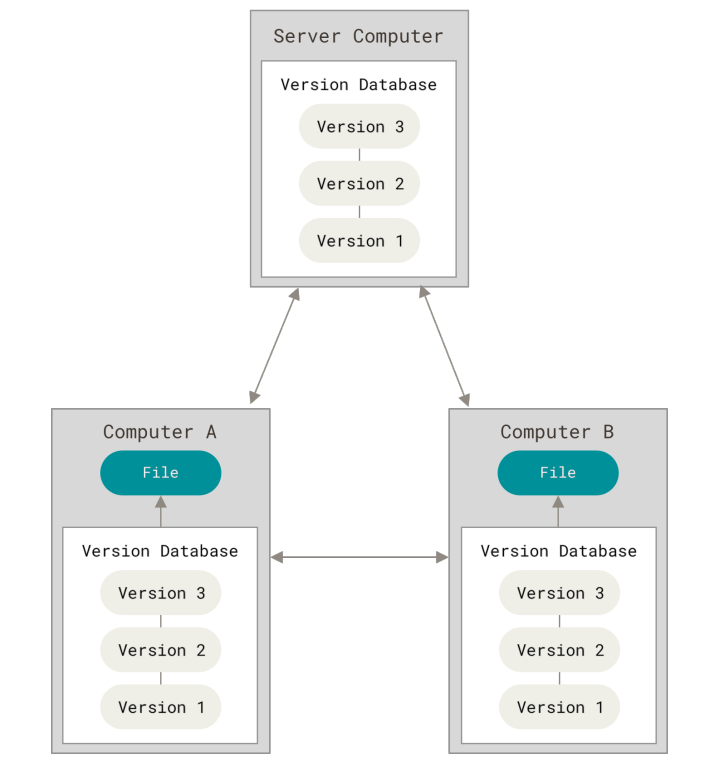 Server Computer
Version Database
Version 3
Version 2
Version 1
Computer A
File
Version Database
Version 3
Version 2
Version 1
Computer B
File
Version Database
Version 3
Version 2
Version 1